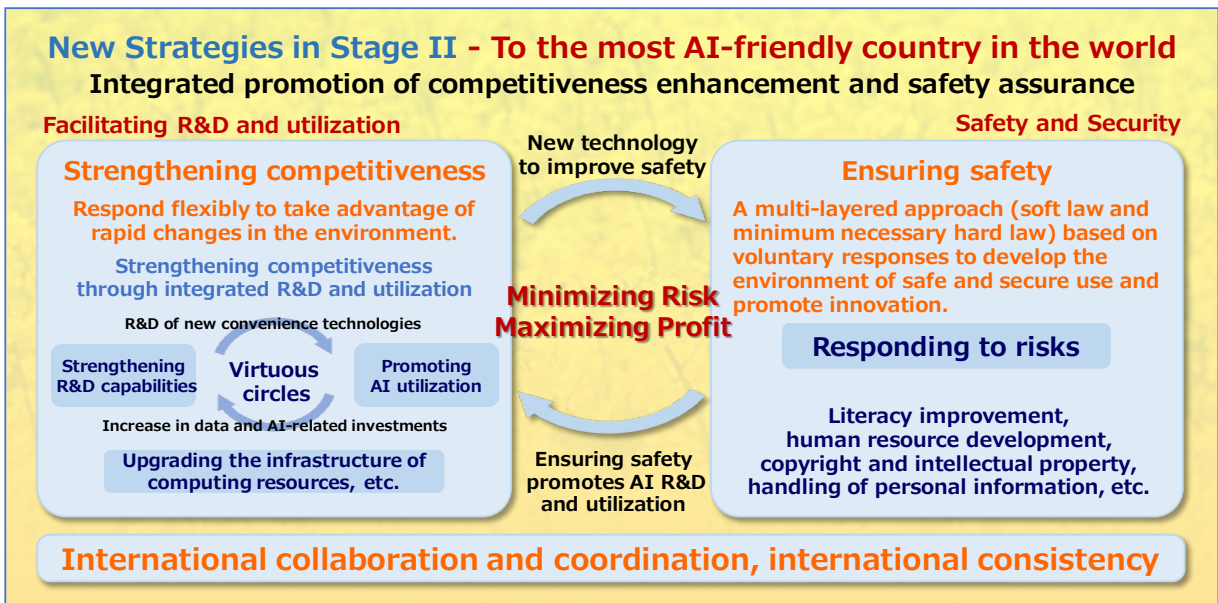 New Strategies in Stage II - To the most AI-friendly country in the world
Integrated promotion of competitiveness enhancement and safety assurance
Facilitating R&D and utilization
Strengthening competitiveness
Respond flexibly to take advantage of
rapid changes in the environment.
Strengthening competitiveness
through integrated R&D and utilization
R&D of new convenience technologies
Strengthening
R&D capabilities
Virtuous
circles
Promoting
AI utilization
Increase in data and AI-related investments
Upgrading the infrastructure of
computing resources, etc.
New technology
to improve safety
Minimizing Risk
Maximizing Profit
Ensuring safety
promotes AI R&D
and utilization
Safety and Security
Ensuring safety
A multi-layered approach (soft law and
minimum necessary hard law) based on
voluntary responses to develop the
environment of safe and secure use and
promote innovation.
Responding to risks
Literacy improvement,
human resource development,
copyright and intellectual property,
handling of personal information, etc.
International collaboration and coordination, international consistency